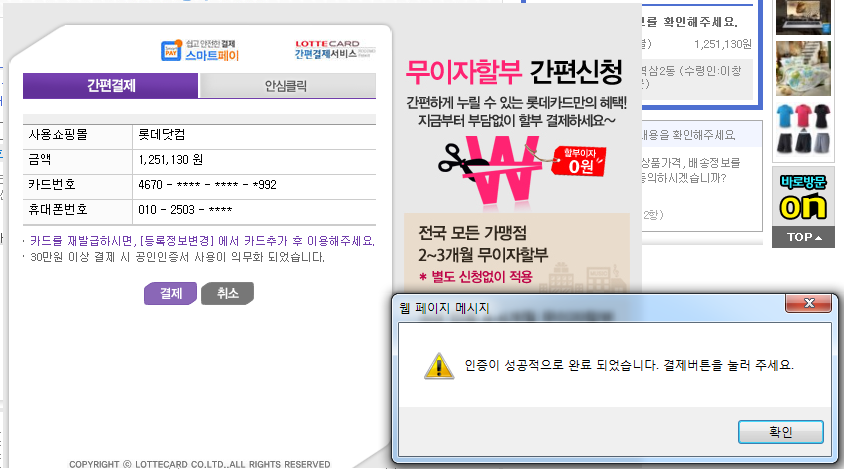 쉽고 안전한 결제
스마트페이
LOTTECARD
간편결제서비스
간편결제
안심클릭
사용쇼핑몰 롯데닷컴
금액 1,251,130 원
카드번호 4670 - **** - **** - *992
휴대폰번호 010 - 2503 - ****
· 카드를 재발급하시면, [등록정보변경] 에서 카드추가 후 이용해주세요.
· 30만원 이상 결제 시 공인인증서 사용이 의무화 되었습니다.
결제 취소
COPYRIGHT ⓒ LOTTECARD CO.LTD.,ALL RIGHTS RESERVED
무이자할부 간편신청
간편하게 누릴 수 있는 롯데카드만의 혜택!
지금부터 부담없이 할부 결제하세요~
할부이자
0원
전국 모든 가맹점
2~3개월 무이자할부
* 별도 신청없이 적용
웹 페이지 메시지
인증이 성공적으로 완료 되었습니다. 결제버튼을 눌러 주세요.
확인
확인해주세요.
1,251,130원
역삼2동 (수령인:이창
내용을 확인해주세요.
상품가격, 배송정보를
동의하시겠습니까?
2항)
바로방문
on
TOP